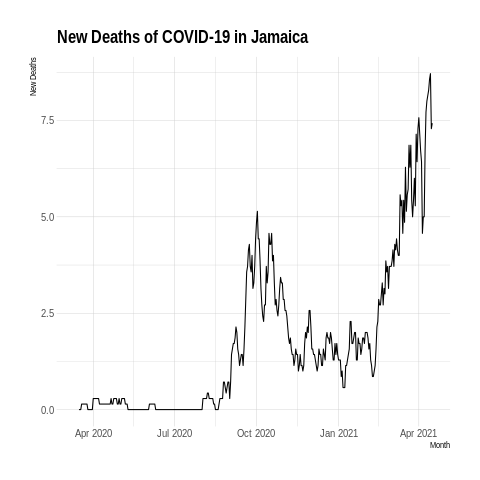 New Deaths of COVID-19 in Jamaica
New Deaths
7.5
5.0
2.5
0.0
Apr 2020 Jul 2020 Oct 2020 Jan 2021 Apr 2021
Month